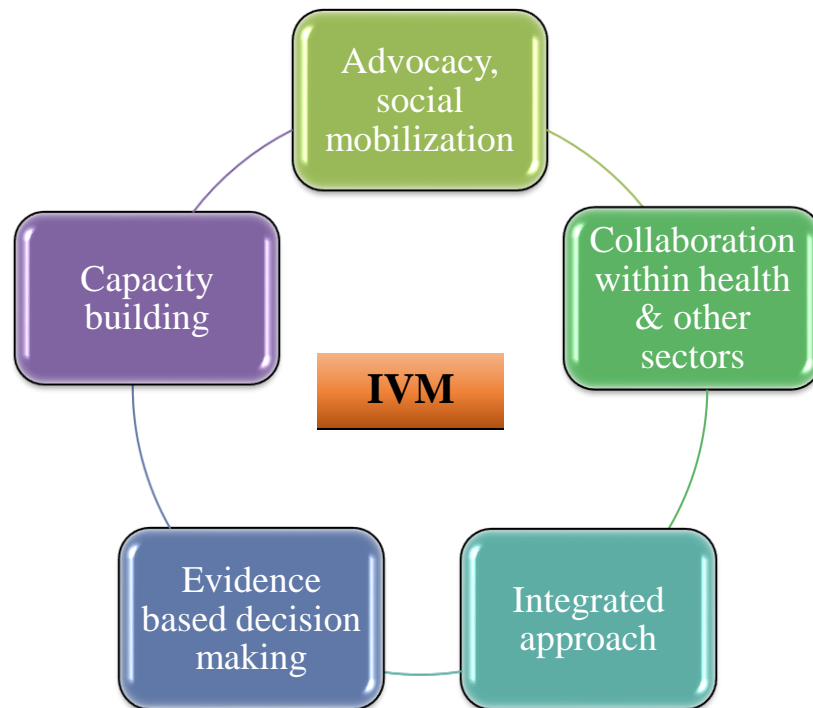 Advocacy,
social
mobilization
Collaboration
within health
& other
sectors
Integrated
approach
Evidence
based decision
making
Capacity
building
IVM